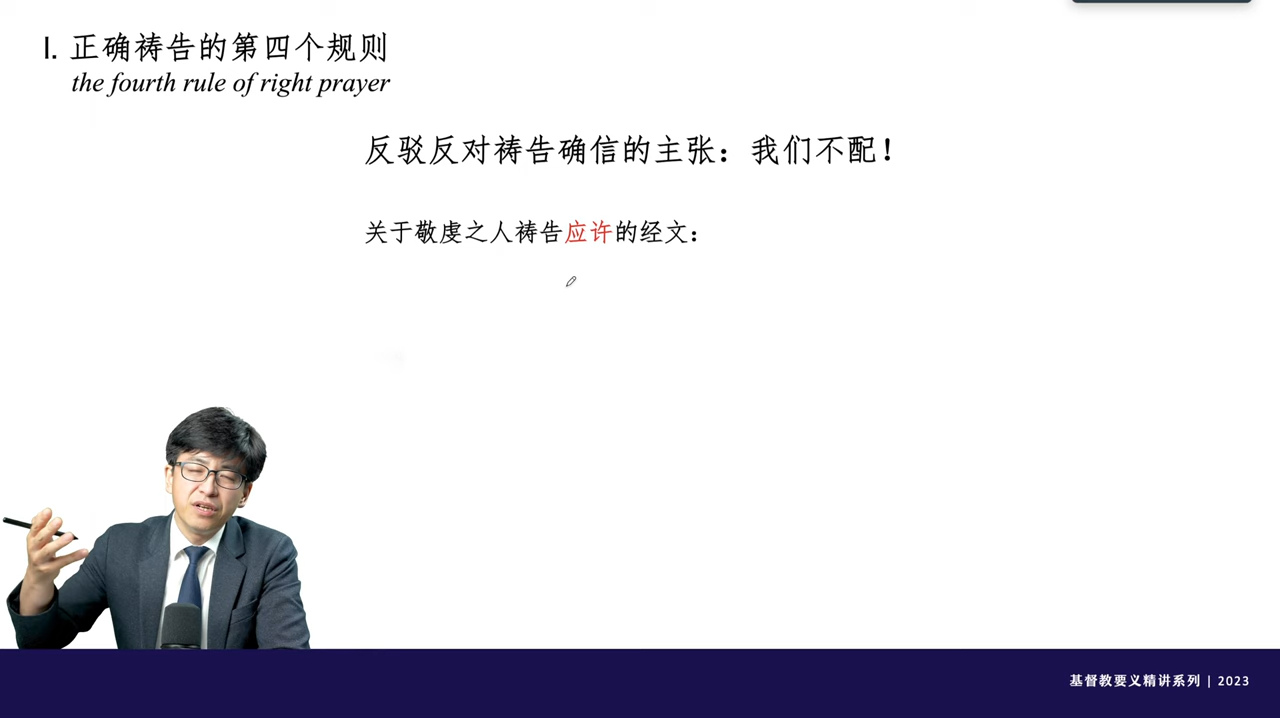 I. 正确祷告的第四个规则
the fourth rule of right prayer
反驳反对祷告确信的主张：我们不配！
关于敬虔之人祷告应许的经文：
基督教要义精讲系列 | 2023